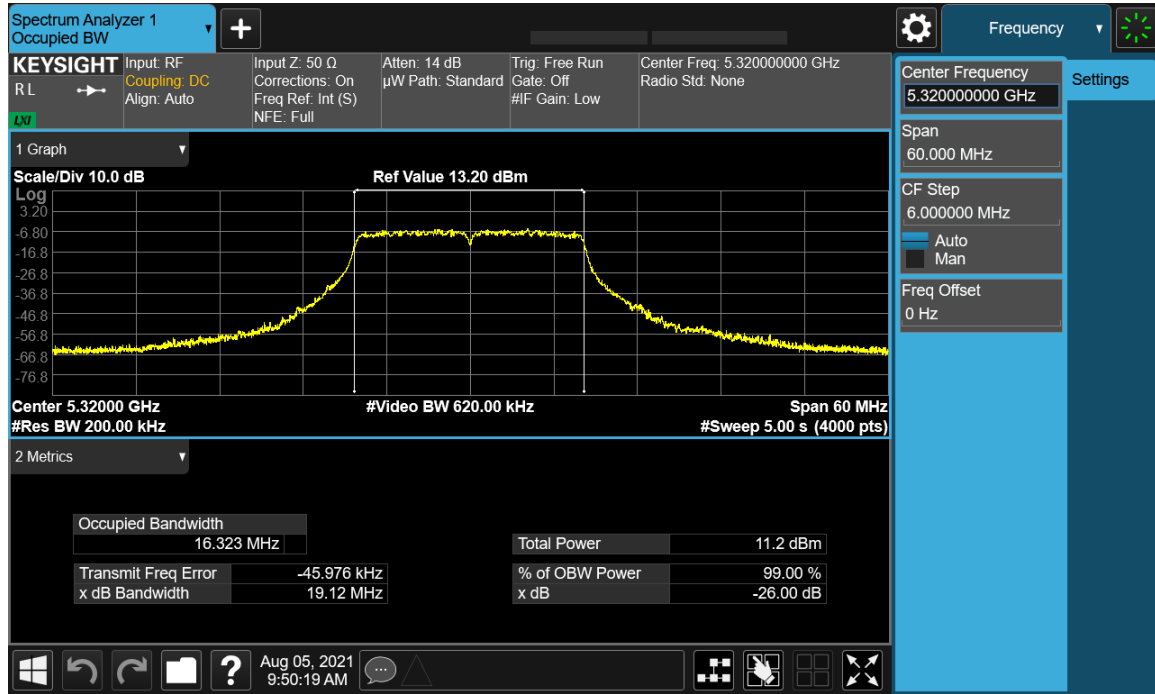 Spectrum Analyzer 1
Occupied BW
Frequency
KEYSIGHT
R L
LXI
Input: RF
Coupling: DC
Align: Auto
Input Z: 50 Ω
Corrections: On
Freq Ref: Int (S)
NFE: Full
Atten: 14 dB
µW Path: Standard
Trig: Free Run
Gate: Off
#IF Gain: Low
Center Freq: 5.320000000 GHz
Radio Std: None
Center Frequency
5.320000000 GHz
Settings
Span
60.000 MHz
CF Step
6.000000 MHz
Auto
Man
Freq Offset
0 Hz
1 Graph
Scale/Div 10.0 dB
Ref Value 13.20 dBm
Log
3.20
-6.80
-16.8
-26.8
-36.8
-46.8
-56.8
-66.8
-76.8
Center 5.32000 GHz
#Video BW 620.00 kHz
Span 60 MHz
#Res BW 200.00 kHz
#Sweep 5.00 s (4000 pts)
2 Metrics
Occupied Bandwidth
16.323 MHz
Total Power 11.2 dBm
Transmit Freq Error -45.976 kHz
% of OBW Power 99.00 %
x dB Bandwidth 19.12 MHz
x dB -26.00 dB
Aug 05, 2021
9:50:19 AM